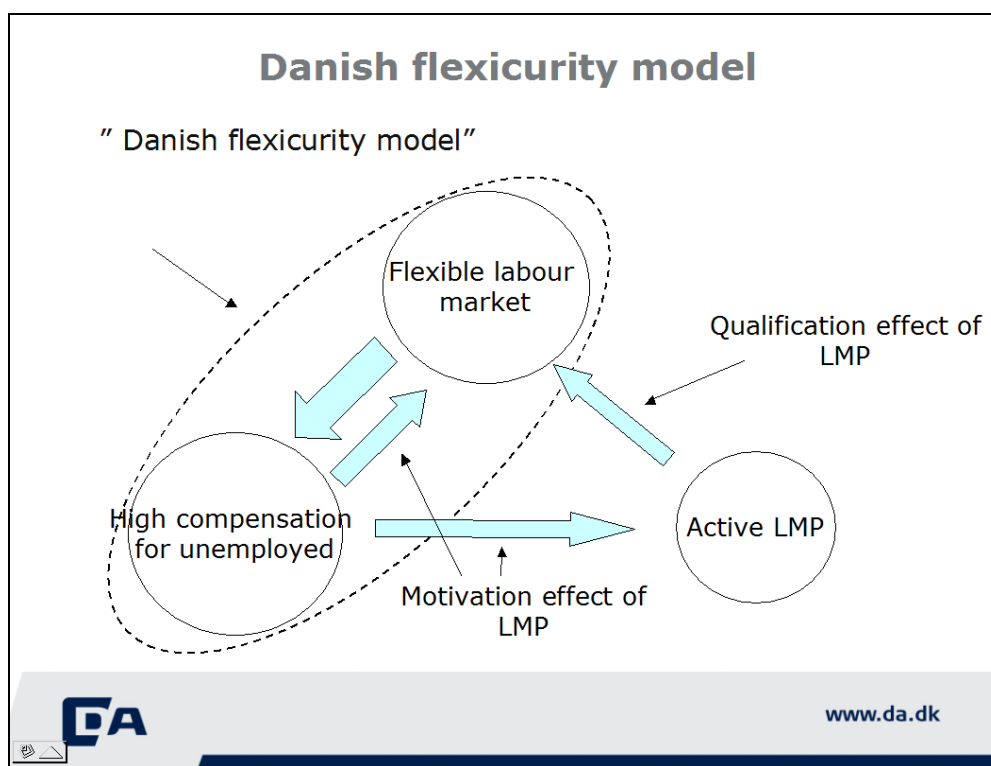 Danish flexicurity model
” Danish flexicurity model”
Flexible labour
market
Qualification effect of
LMP
High compensation
for unemployed
Active LMP
Motivation effect of
LMP
DA
www.da.dk